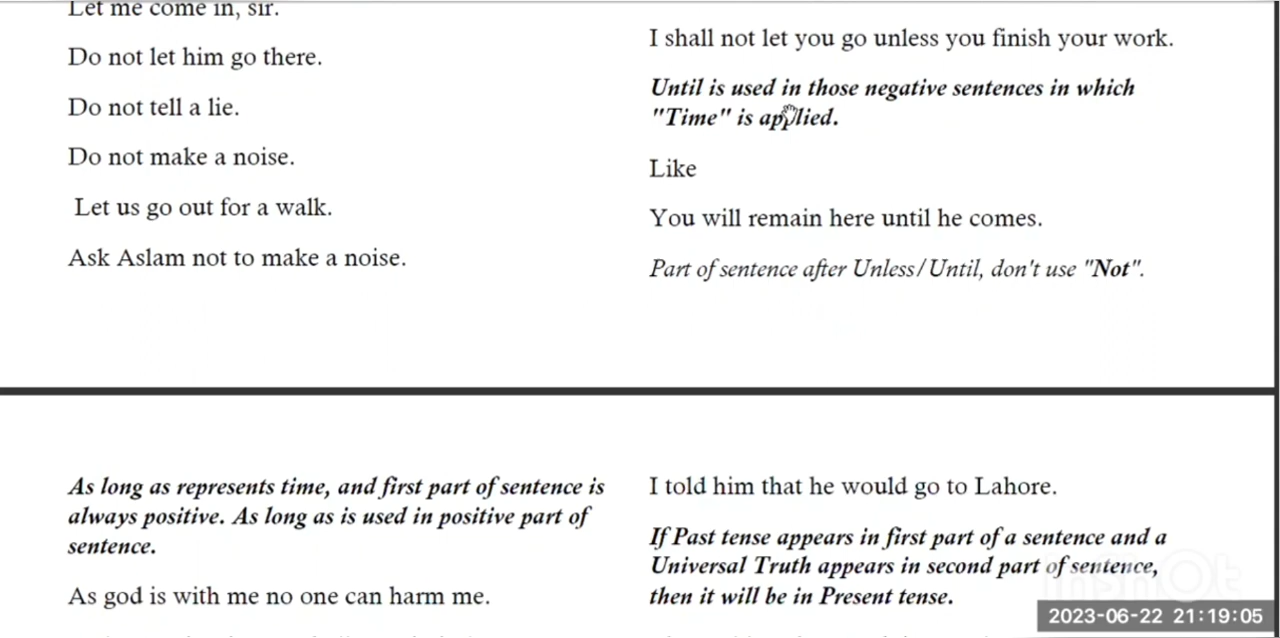 Let me come in, sir.
Do not let him go there.
Do not tell a lie.
Do not make a noise.
Let us go out for a walk.
Ask Aslam not to make a noise.
I shall not let you go unless you finish your work.
Until is used in those negative sentences in which
"Time" is applied.
Like
You will remain here until he comes.
Part of sentence after Unless/Until, don't use "Not".
As long as represents time, and first part of sentence is
always positive. As long as is used in positive part of
sentence.
As god is with me no one can harm me.
I told him that he would go to Lahore.
If Past tense appears in first part of a sentence and a
Universal Truth appears in second part of sentence,
then it will be in Present tense.
InShOt
2023-06-22 21:19:05